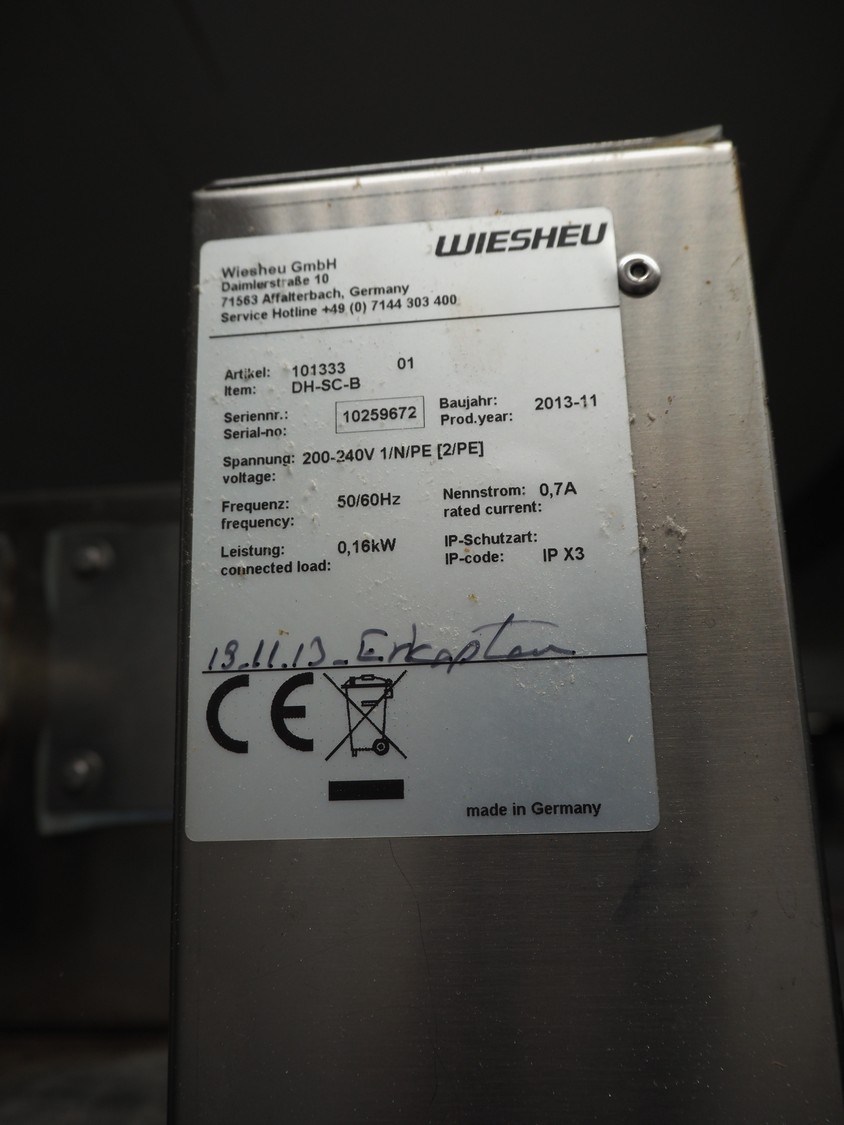 WIESHEU
Wiesheu GmbH
Daimlerstraße 10
71563 Affalterbach, Germany
Service Hotline +49 (0) 7144 303 400
Artikel: 101333 01
Item: DH-SC-B
Seriennr.: 10259672 Baujahr: 2013-11
Serial-no: Prod.year:
Spannung: 200-240V 1/N/PE [2/PE]
voltage:
Frequenz: 50/60Hz Nennstrom: 0,7A
frequency: rated current:
Leistung: 0,16kW IP-Schutzart:
connected load: IP-code: IP X3
19.11.13 - Erkaptan
CE
made in Germany